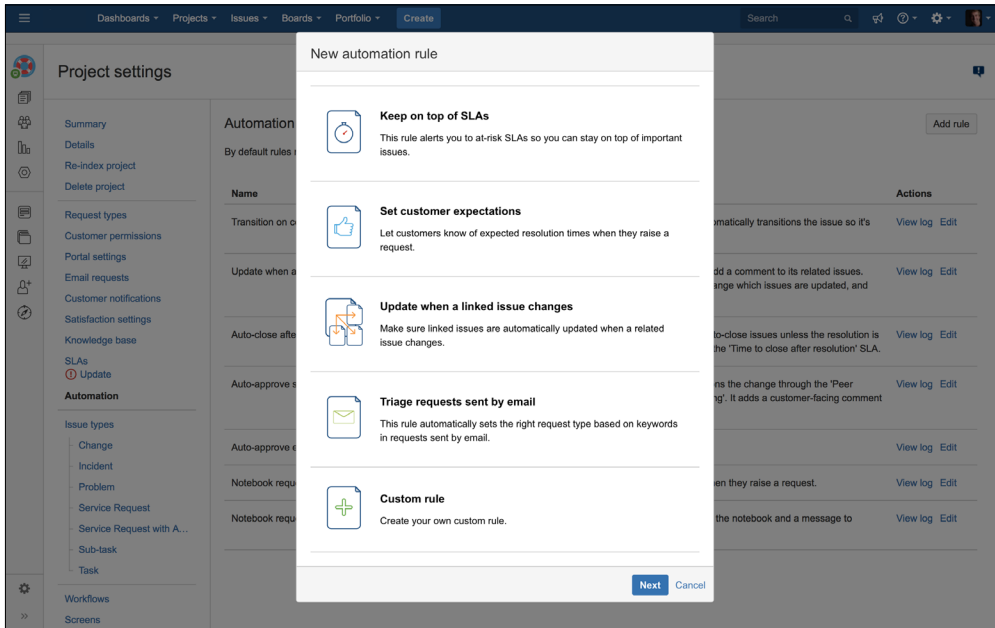 Dashboards Projects Issues Boards Portfolio Create Search
Project settings
Summary
Details
Re-index project
Delete project
Request types
Customer permissions
Portal settings
Email requests
Customer notifications
Satisfaction settings
Knowledge base
SLAs
Update
Automation
Issue types
Change
Incident
Problem
Service Request
Service Request with A...
Sub-task
Task
Workflows
Screens
Automation
Add rule
By default rules
Name
Actions
Transition on
automatically transitions the issue so it's
View log Edit
Update when a
add a comment to its related issues.
change which issues are updated, and
View log Edit
Auto-close afte
to-close issues unless the resolution is
the 'Time to close after resolution' SLA.
View log Edit
Auto-approve s
ns the change through the 'Peer
ng'. It adds a customer-facing comment
View log Edit
Auto-approve e
View log Edit
Notebook requ
en they raise a request.
View log Edit
Notebook requ
the notebook and a message to
View log Edit
New automation rule
Keep on top of SLAs
This rule alerts you to at-risk SLAs so you can stay on top of important
issues.
Set customer expectations
Let customers know of expected resolution times when they raise a
request.
Update when a linked issue changes
Make sure linked issues are automatically updated when a related
issue changes.
Triage requests sent by email
This rule automatically sets the right request type based on keywords
in requests sent by email.
Custom rule
Create your own custom rule.
Next Cancel